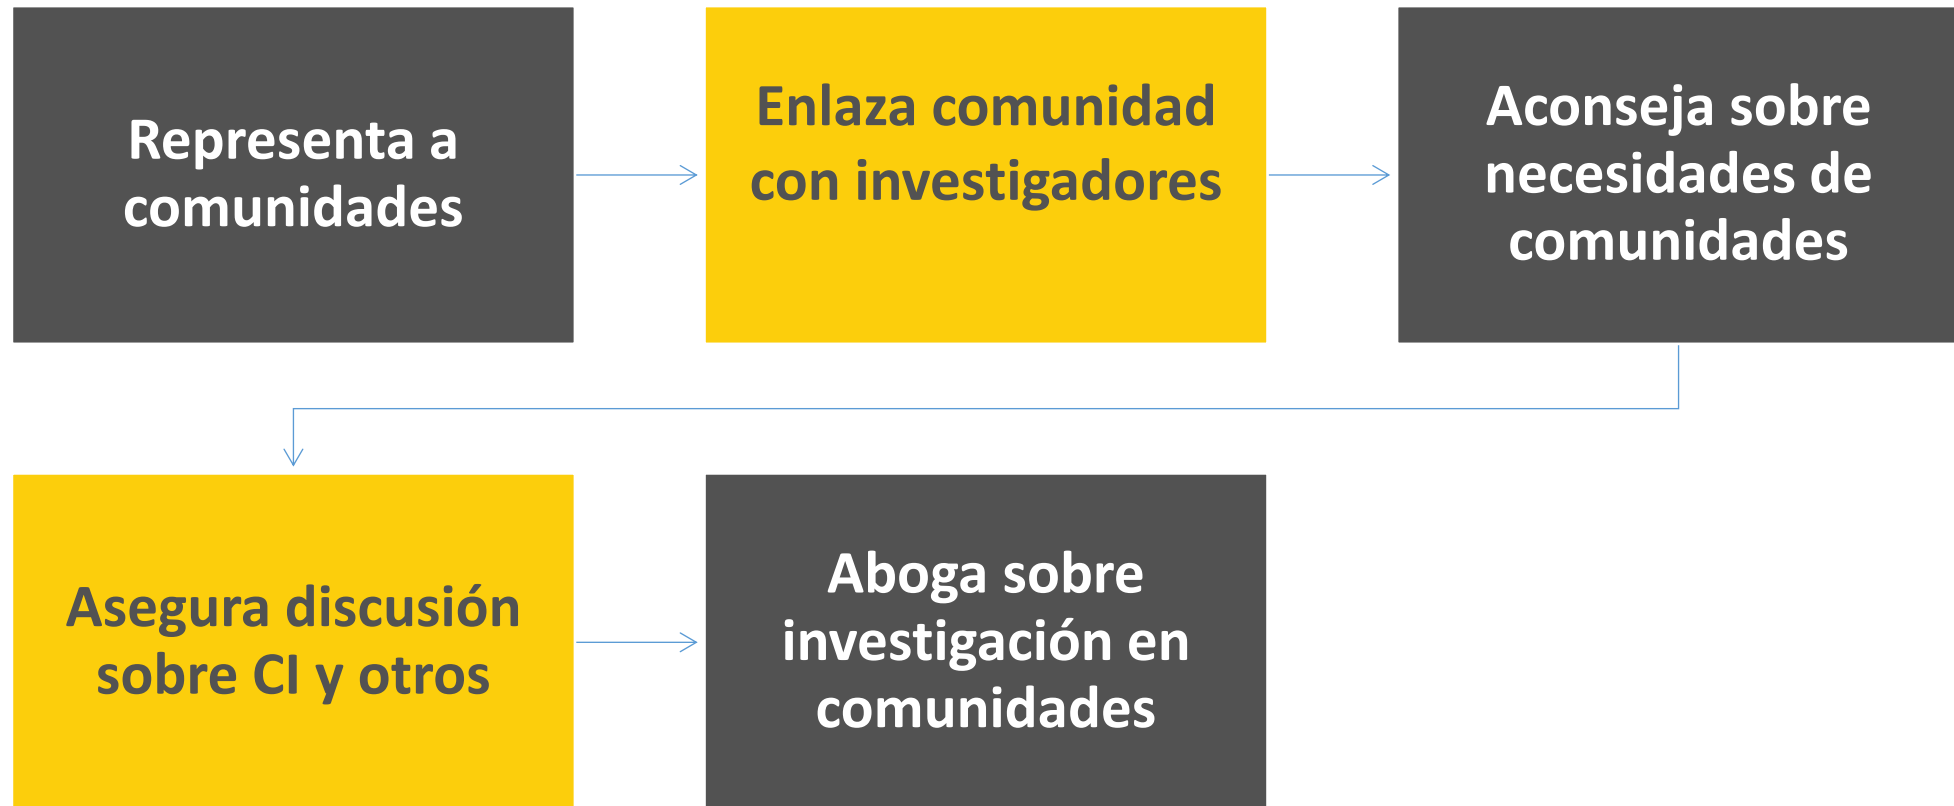 Representa a
comunidades
Enlaza comunidad
con investigadores
Aconseja sobre
necesidades de
comunidades
Asegura discusión
sobre CI y otros
Aboga sobre
investigación en
comunidades